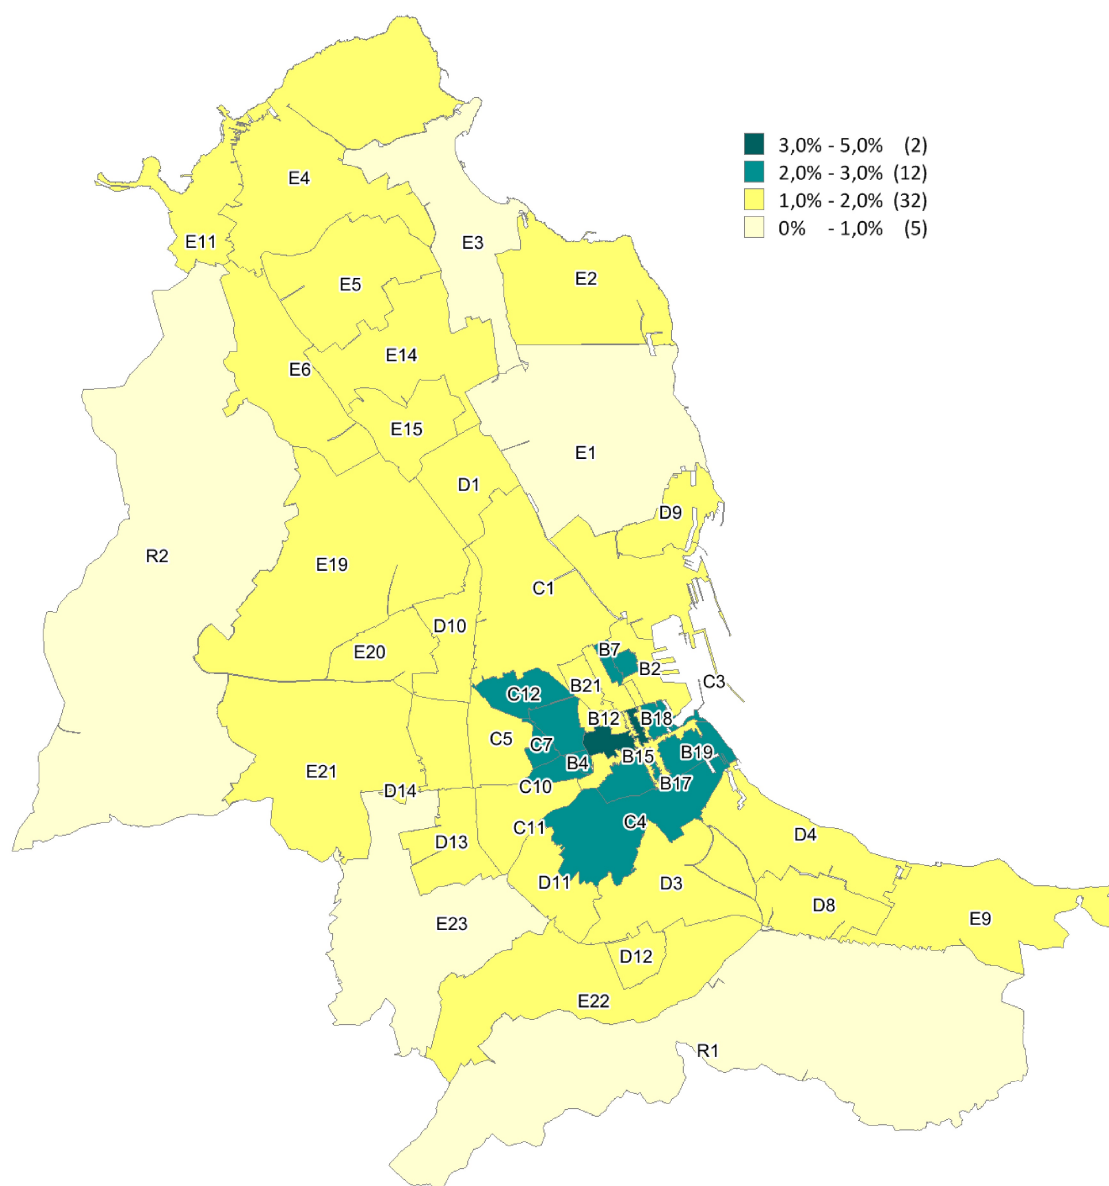 3,0% - 5,0% (2)
2,0% - 3,0% (12)
1,0% - 2,0% (32)
0% - 1,0% (5)
E4
E11
E3
E5
E2
E14
E6
E15
E1
D1
D9
R2
E19
C1
D10
E20
B7
B2
C3
B21
C12
B12
B18
C5
C7
B15
B19
B4
E21
C10
B17
D14
C11
C4
D4
D13
D11
D3
D8
E9
E23
D12
E22
R1